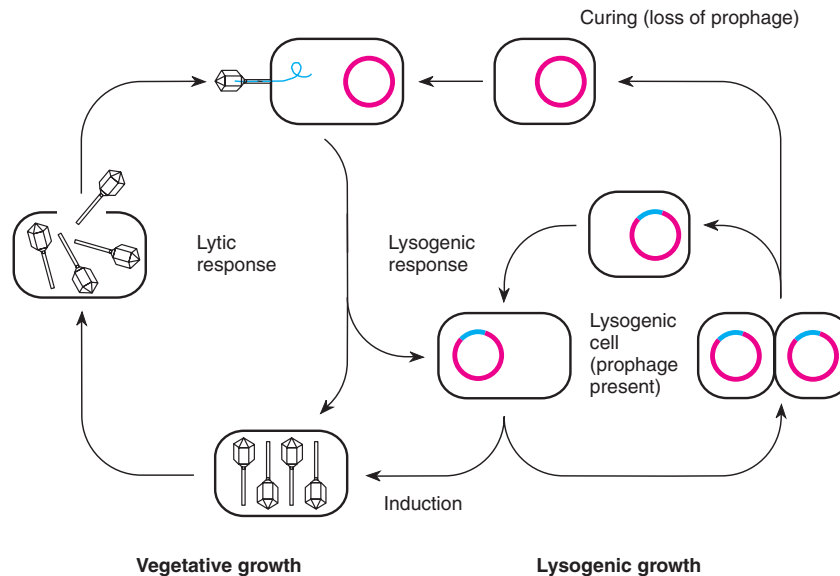 Curing (loss of prophage)
Lytic
response
Lysogenic
response
Lysogenic
cell
(prophage
present)
Induction
Vegetative growth
Lysogenic growth